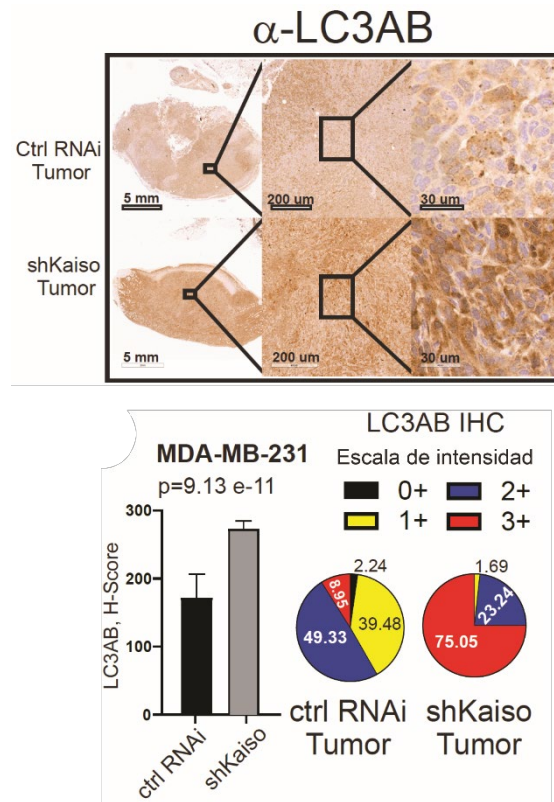 α-LC3AB
Ctrl RNAi
Tumor
5 mm
200 um
30 um
shKaiso
Tumor
5 mm
200 um
30 um
LC3AB IHC
MDA-MB-231
p=9.13 e-11
Escala de intensidad
0+
2+
1+
3+
LC3AB, H-Score
300
200
100
0
ctrl RNAi
shKaiso
2.24
8.95
39.48
49.33
ctrl RNAi
Tumor
1.69
23.24
75.05
shKaiso
Tumor